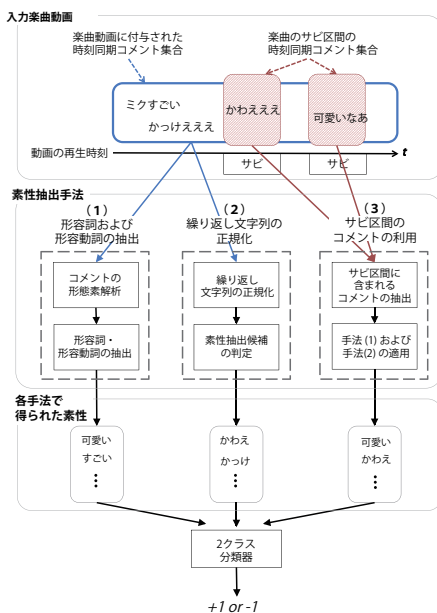 入力楽曲動画
楽曲動画に付与された
時刻同期コメント集合
楽曲のサビ区間の
時刻同期コメント集合
ミクすごい
かっけえええ
かわえええ
可愛いなあ
動画の再生時刻
t
サビ
サビ
素性抽出手法
(1)
形容詞および
形容動詞の抽出
(2)
繰り返し文字列の
正規化
(3)
サビ区間の
コメントの利用
コメントの
形態素解析
形容詞・
形容動詞の抽出
繰り返し
文字列の正規化
素性抽出候補
の判定
サビ区間に
含まれる
コメントの抽出
手法 (1) および
手法(2) の適用
各手法で
得られた素性
可愛い
すごい
かわえ
かっけ
可愛い
かわえ
2クラス
分類器
+1 or -1